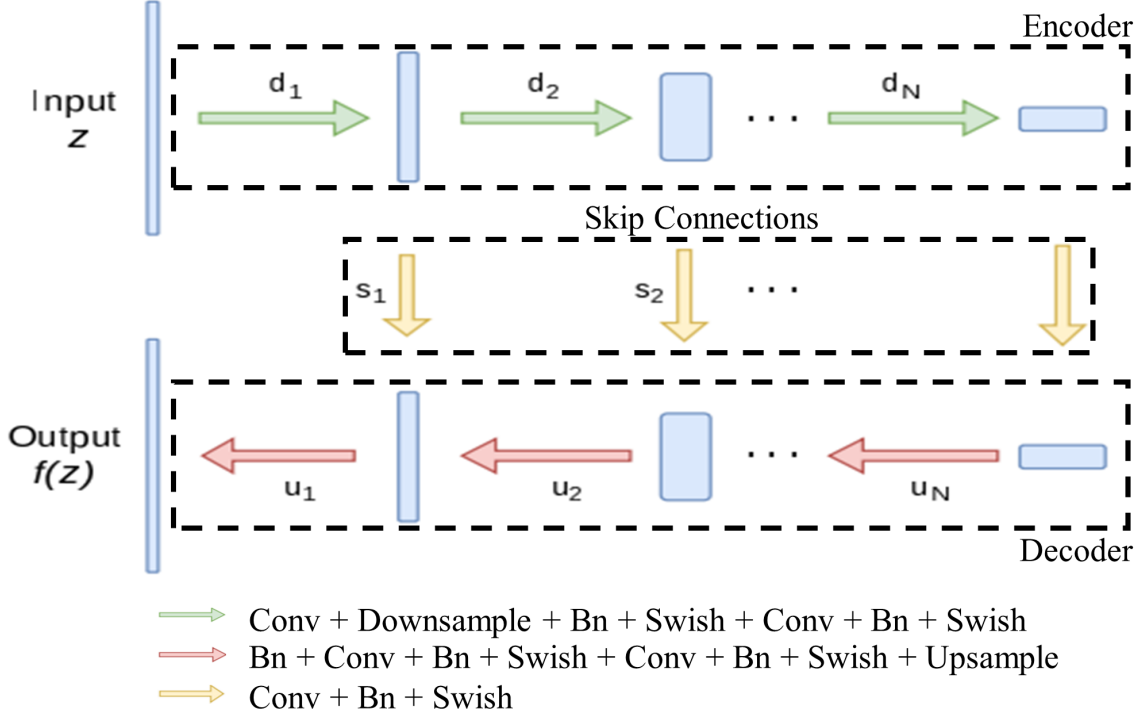 Encoder
Input
z
d1
d2
...
dN
Skip Connections
s1
s2
...
Output
f(z)
u1
u2
...
uN
Decoder
Conv + Downsample + Bn + Swish + Conv + Bn + Swish
Bn + Conv + Bn + Swish + Conv + Bn + Swish + Upsample
Conv + Bn + Swish